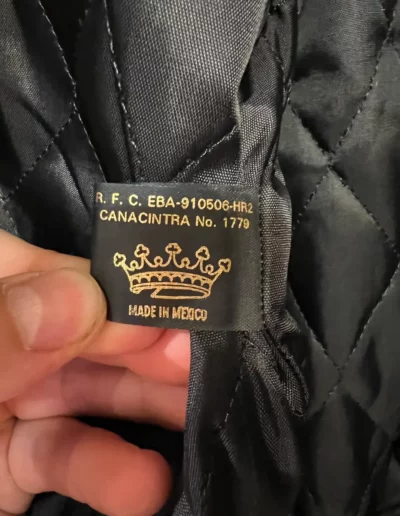 R. F. C. EBA-910506-HR2
CANACINTRA No. 1779
MADE IN MEXICO